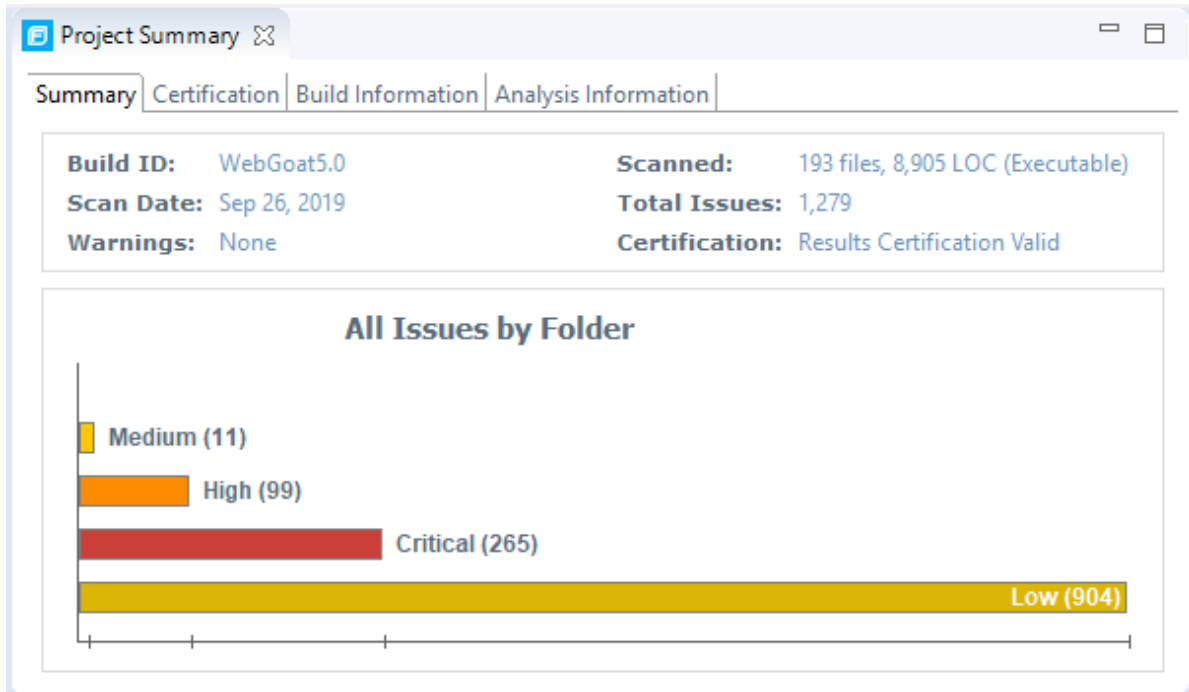 Project Summary
Summary Certification Build Information Analysis Information
Build ID: WebGoat5.0 Scanned: 193 files, 8,905 LOC (Executable)
Scan Date: Sep 26, 2019 Total Issues: 1,279
Warnings: None Certification: Results Certification Valid
All Issues by Folder
Medium (11)
High (99)
Critical (265)
Low (904)